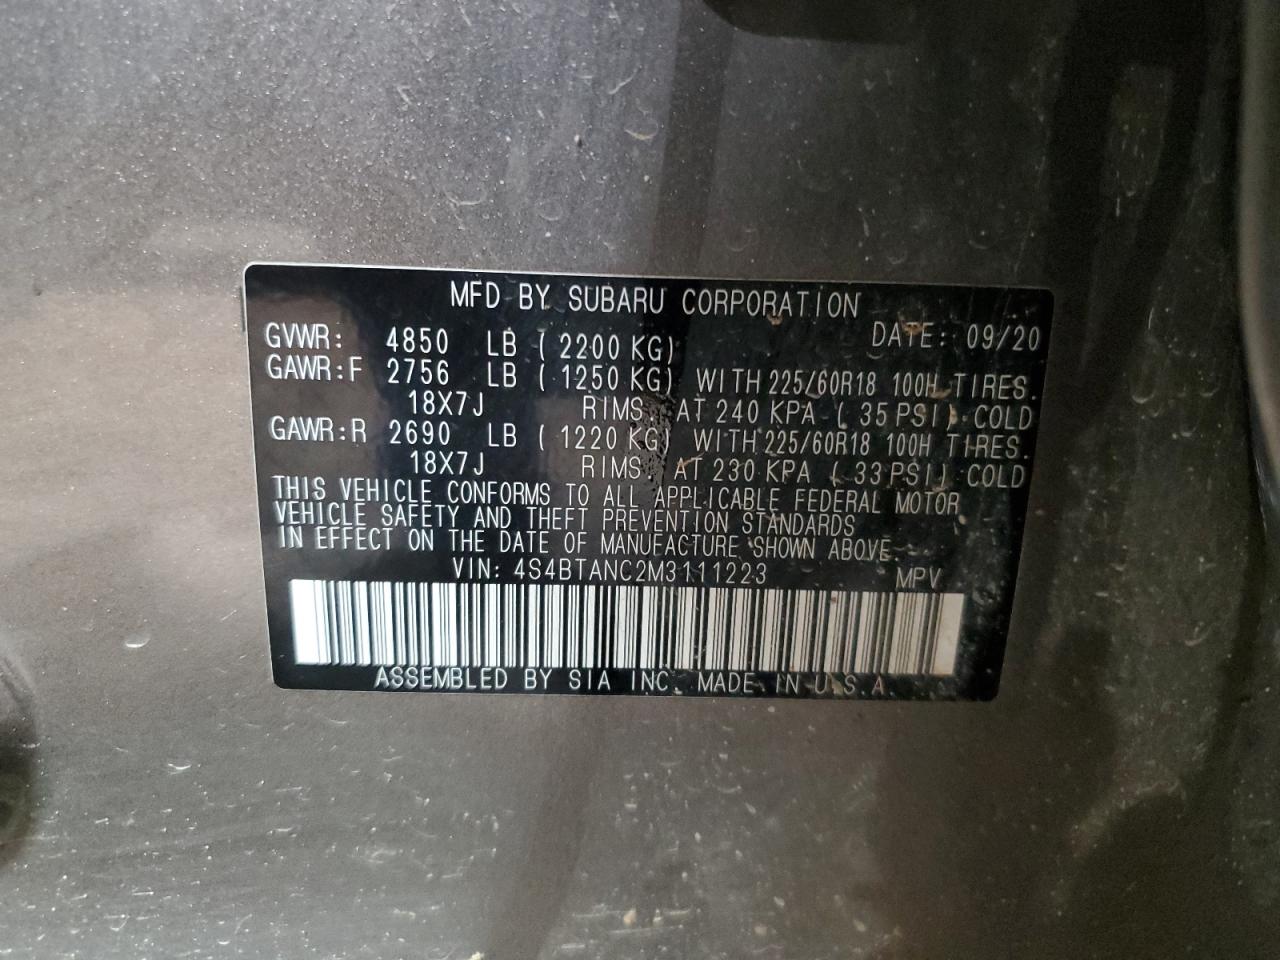 MFD BY SUBARU CORPORATION
GVWR: 4850 LB ( 2200 KG) DATE: 09/20
GAWR:F 2756 LB ( 1250 KG) WITH 225/60R18 100H TIRES.
18X7J RIMS. AT 240 KPA ( 35 PSI) COLD
GAWR:R 2690 LB ( 1220 KG) WITH 225/60R18 100H TIRES.
18X7J RIMS. AT 230 KPA ( 33 PSI) COLD
THIS VEHICLE CONFORMS TO ALL APPLICABLE FEDERAL MOTOR
VEHICLE SAFETY AND THEFT PREVENTION STANDARDS
IN EFFECT ON THE DATE OF MANUFACTURE SHOWN ABOVE.
VIN: 4S4BTANC2M3111223 MPV
ASSEMBLED BY SIA INC. MADE IN U.S.A.